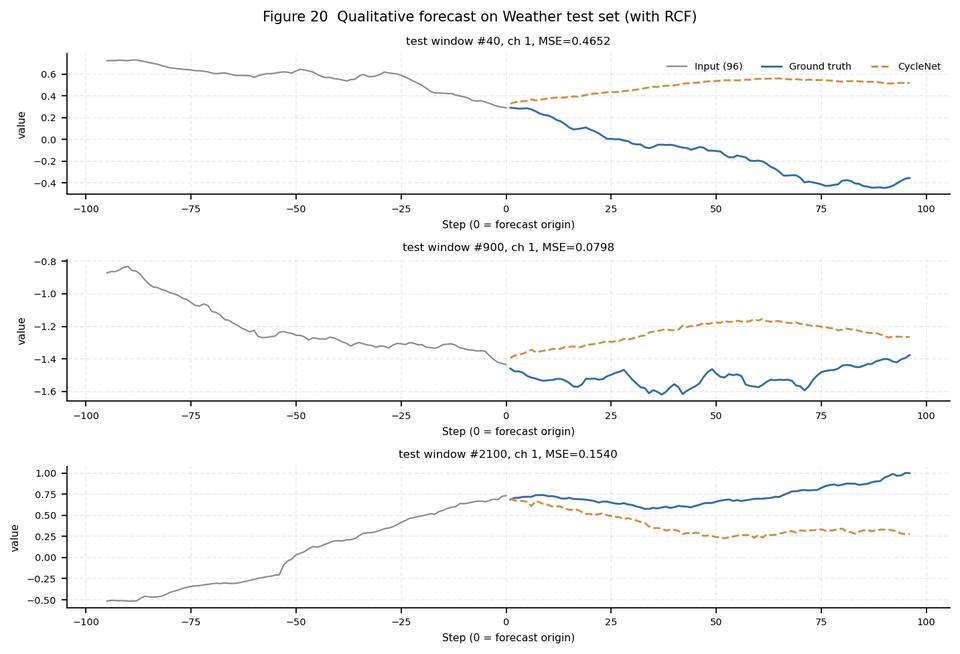 Figure 20  Qualitative forecast on Weather test set (with RCF)
test window #40, ch 1, MSE=0.4652
Input (96)
Ground truth
CycleNet
value
0.6
0.4
0.2
0.0
−0.2
−0.4
−100 −75 −50 −25 0 25 50 75 100
Step (0 = forecast origin)
test window #900, ch 1, MSE=0.0798
value
−0.8
−1.0
−1.2
−1.4
−1.6
−100 −75 −50 −25 0 25 50 75 100
Step (0 = forecast origin)
test window #2100, ch 1, MSE=0.1540
value
1.00
0.75
0.50
0.25
0.00
−0.25
−0.50
−100 −75 −50 −25 0 25 50 75 100
Step (0 = forecast origin)